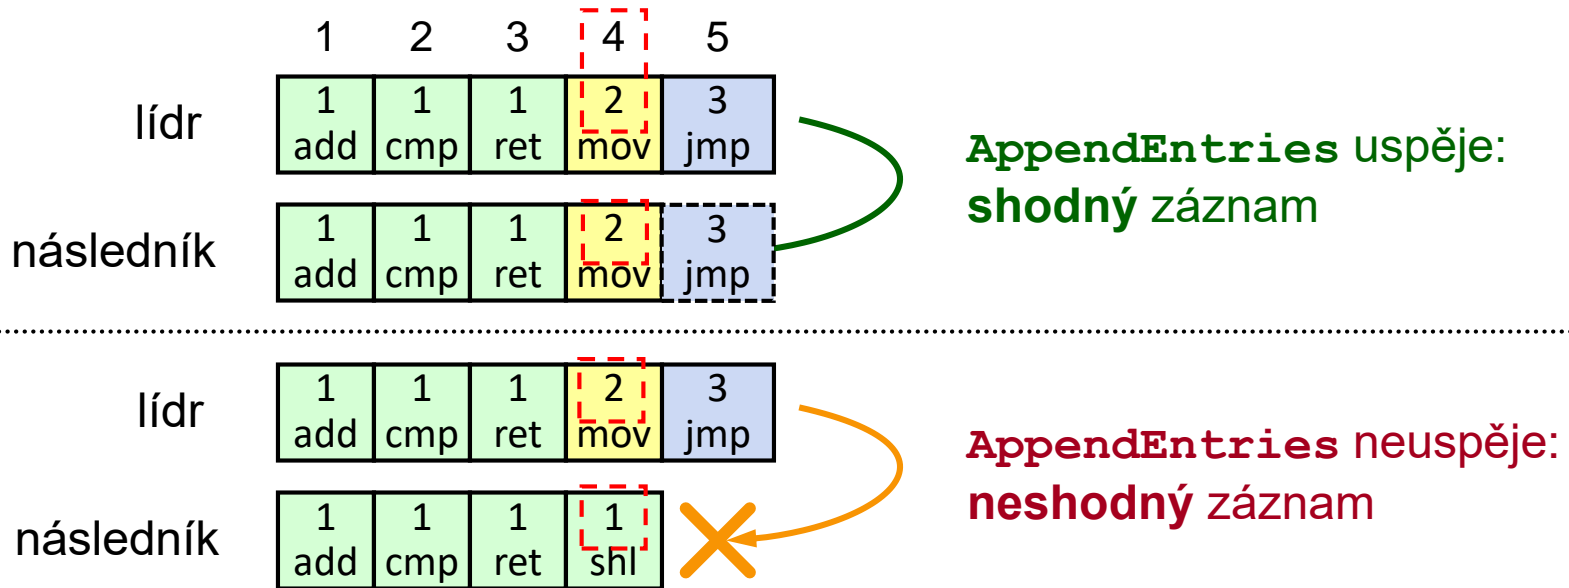 1 2 3 4 5
lídr
1 1 1 2 3
add cmp ret mov jmp
AppendEntries uspěje:
shodný záznam
následník
1 1 1 2 3
add cmp ret mov jmp
lídr
1 1 1 2 3
add cmp ret mov jmp
AppendEntries neuspěje:
neshodný záznam
následník
1 1 1 1
add cmp ret shl